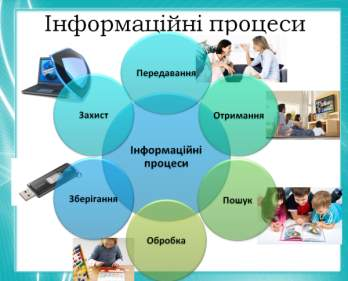 Інформаційні процеси
Передавання
Захист
Отримання
Інформаційні
процеси
Зберігання
Пошук
Обробка